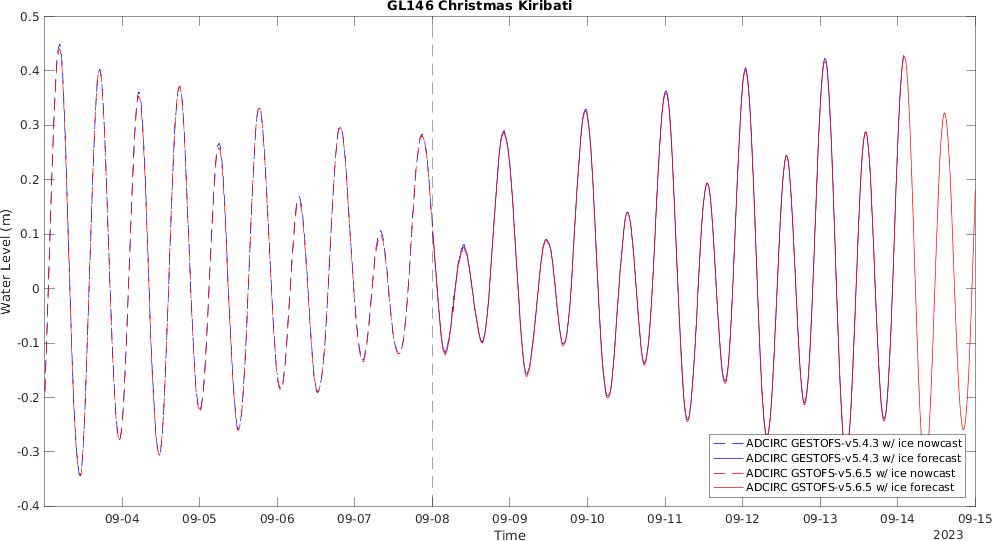 GL146 Christmas Kiribati
0.5
0.4
0.3
0.2
0.1
0
-0.1
-0.2
-0.3
-0.4
Water Level (m)
ADCIRC GESTOFS-v5.4.3 w/ ice nowcast
ADCIRC GESTOFS-v5.4.3 w/ ice forecast
ADCIRC GSTOFS-v5.6.5 w/ ice nowcast
ADCIRC GSTOFS-v5.6.5 w/ ice forecast
09-04 09-05 09-06 09-07 09-08 09-09 09-10 09-11 09-12 09-13 09-14 09-15
Time
2023